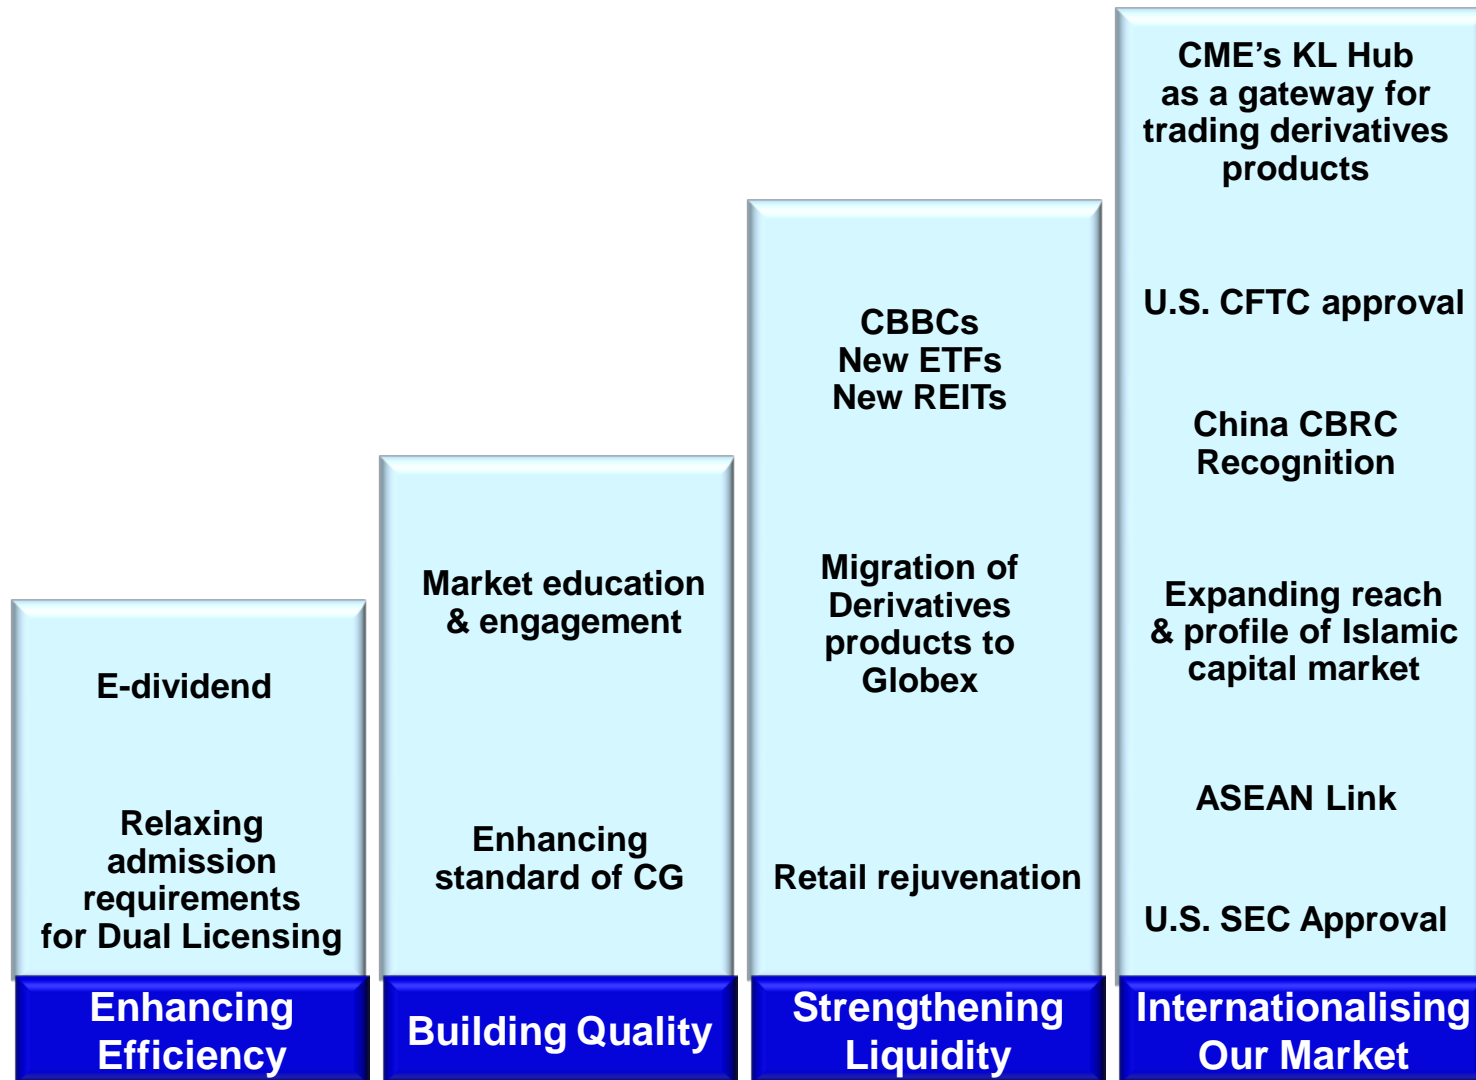 E-dividend
Relaxing
admission
requirements
for Dual Licensing
Enhancing
Efficiency
Market education
& engagement
Enhancing
standard of CG
Building Quality
CBBCs
New ETFs
New REITs
Migration of
Derivatives
products to
Globex
Retail rejuvenation
Strengthening
Liquidity
CME’s KL Hub
as a gateway for
trading derivatives
products
U.S. CFTC approval
China CBRC
Recognition
Expanding reach
& profile of Islamic
capital market
ASEAN Link
U.S. SEC Approval
Internationalising
Our Market